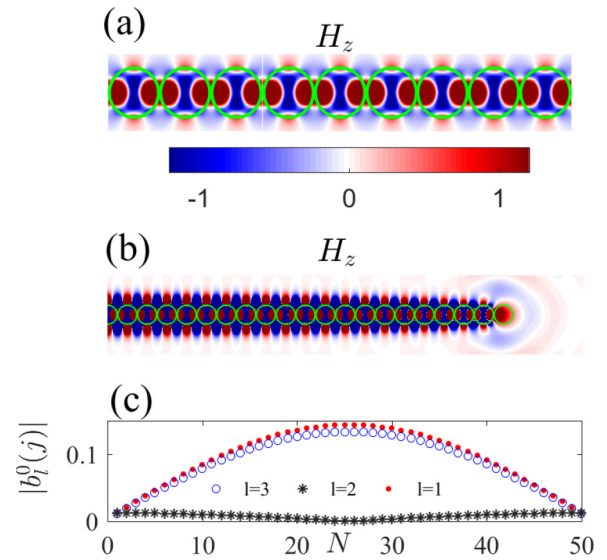 (a)
H_z
-1 0 1
(b)
H_z
(c)
|b_l^0(j)|
0.1
0
l=3 l=2 l=1
0 10 20 N 30 40 50